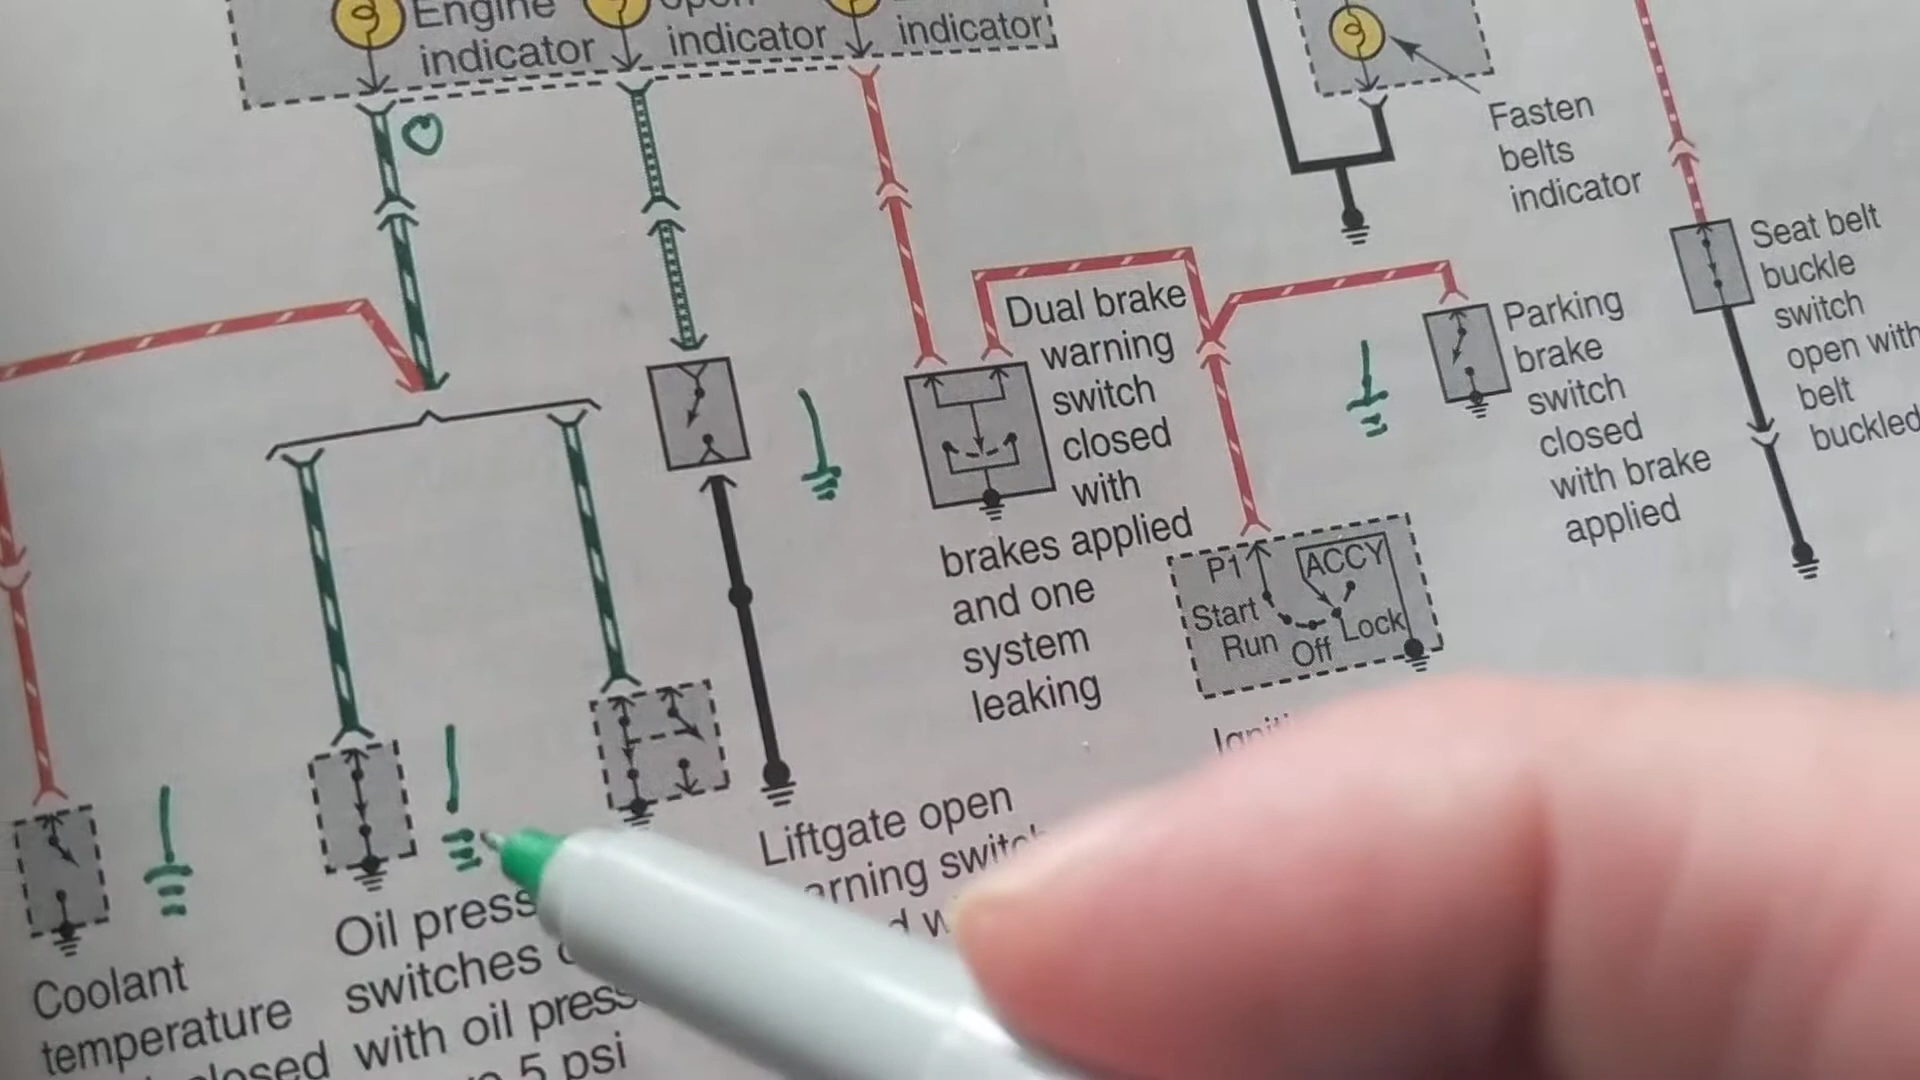 Engine
indicator
indicator
indicator
Fasten
belts
indicator
Seat belt
buckle
switch
open with
belt
buckled
Dual brake
warning
switch
closed
with
brakes applied
and one
system
leaking
Parking
brake
switch
closed
with brake
applied
P1 ACCY
Start
Run Off Lock
Liftgate open
Oil press
switches
with oil press
5 psi
Coolant
temperature